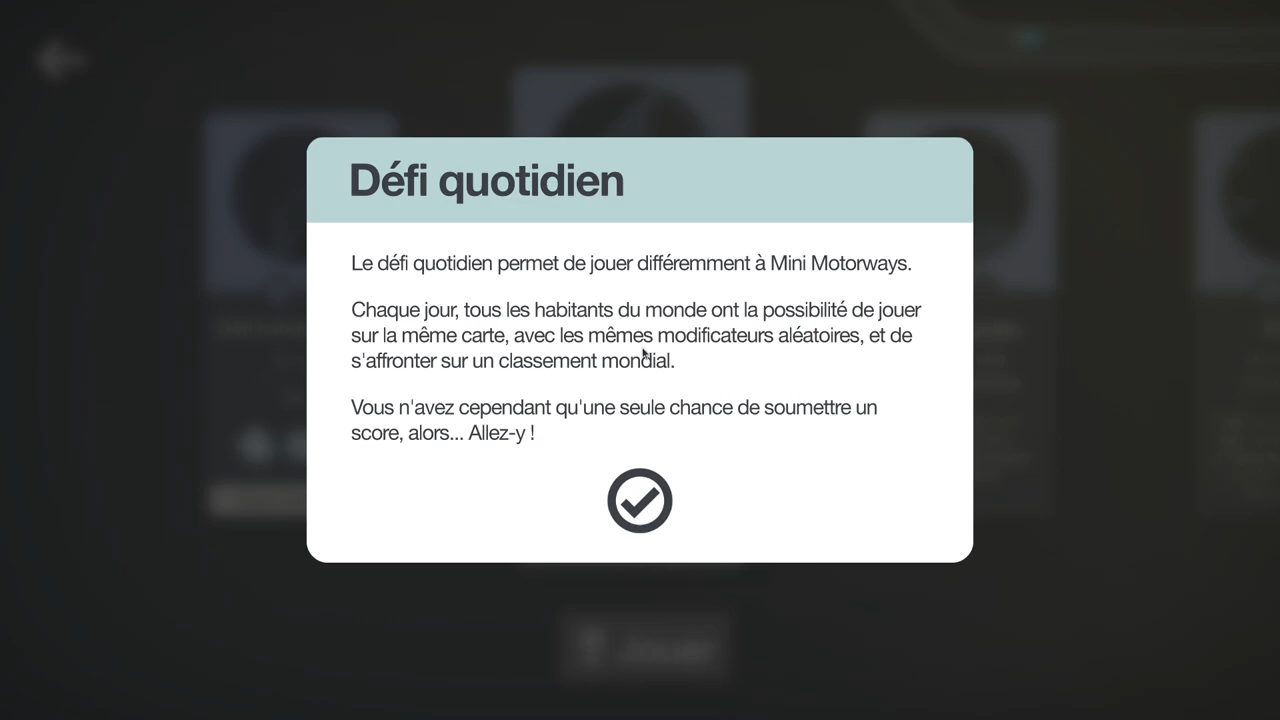 Défi quotidien
Le défi quotidien permet de jouer différemment à Mini Motorways.
Chaque jour, tous les habitants du monde ont la possibilité de jouer
sur la même carte, avec les mêmes modificateurs aléatoires, et de
s'affronter sur un classement mondial.
Vous n'avez cependant qu'une seule chance de soumettre un
score, alors... Allez-y !
Jouer